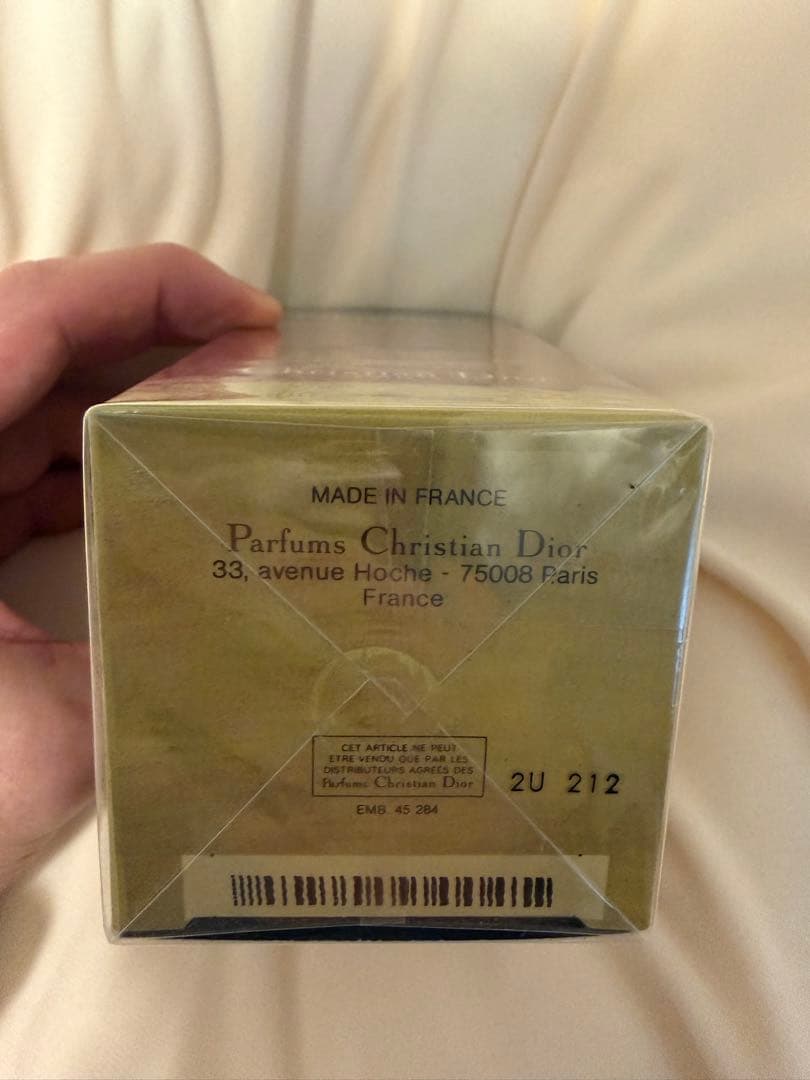 MADE IN FRANCE
Parfums Christian Dior
33, avenue Hoche - 75008 Paris
France
CET ARTICLE NE PEUT
ETRE VENDU QUE PAR LES
DISTRIBUTEURS AGREES DES
Parfums Christian Dior
2U 212
EMB. 45 284